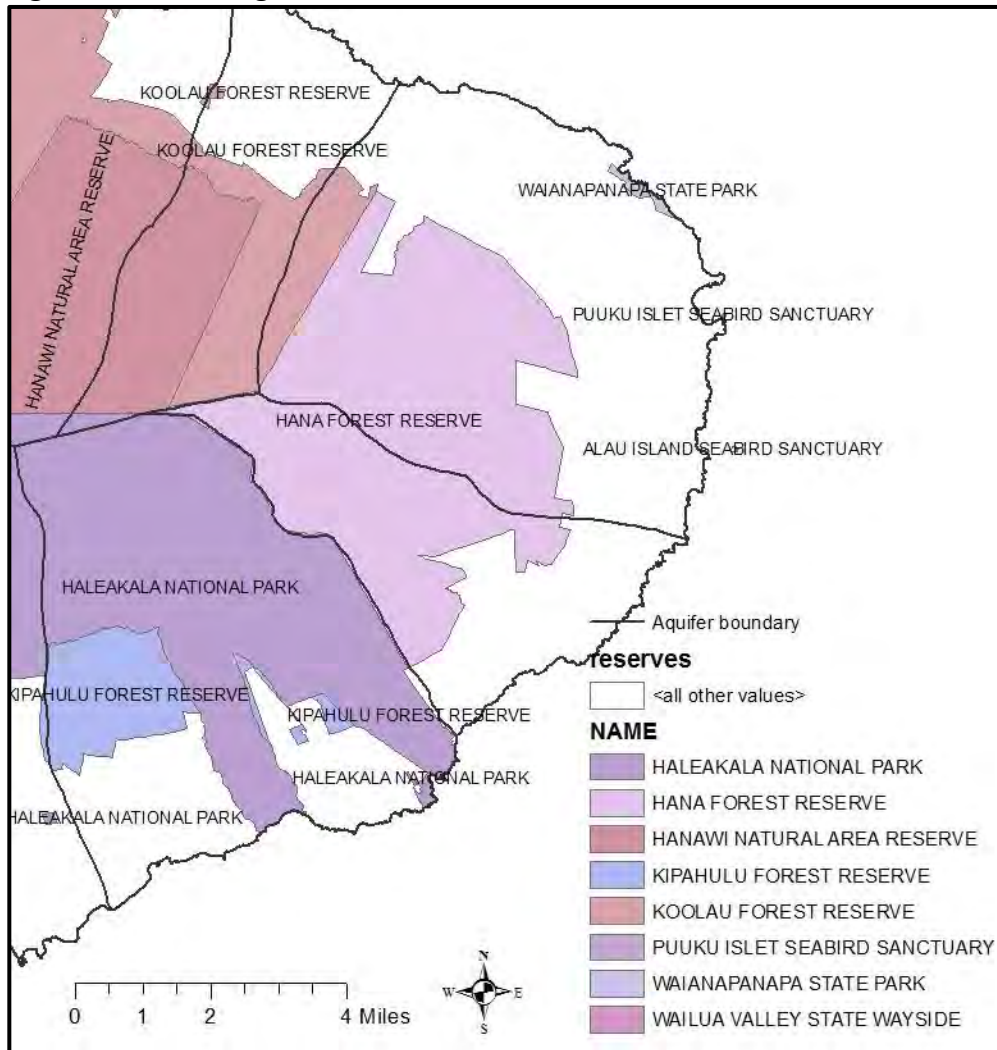 KOOLAU FOREST RESERVE
KOOLAU FOREST RESERVE
HANAWI NATURAL AREA RESERVE
WAIANAPANAPA STATE PARK
PUUKU ISLET SEABIRD SANCTUARY
HANA FOREST RESERVE
ALAU ISLAND SEABIRD SANCTUARY
HALEAKALA NATIONAL PARK
KIPAHULU FOREST RESERVE
KIPAHULU FOREST RESERVE
HALEAKALA NATIONAL PARK
HALEAKALA NATIONAL PARK
Aquifer boundary
reserves
<all other values>
NAME
HALEAKALA NATIONAL PARK
HANA FOREST RESERVE
HANAWI NATURAL AREA RESERVE
KIPAHULU FOREST RESERVE
KOOLAU FOREST RESERVE
PUUKU ISLET SEABIRD SANCTUARY
WAIANAPANAPA STATE PARK
WAILUA VALLEY STATE WAYSIDE
0 1 2 4 Miles
N
W E
S